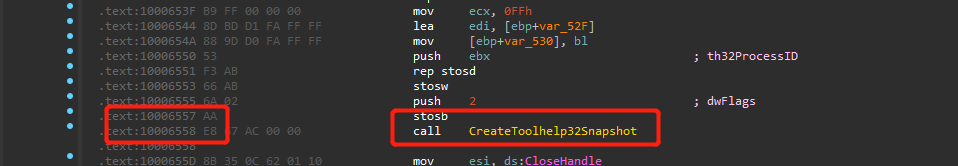 .text:1000653F B9 FF 00 00 00 mov ecx, 0FFh
.text:10006544 8D BD D1 FA FF FF lea edi, [ebp+var_52F]
.text:1000654A 88 9D D0 FA FF FF mov [ebp+var_530], bl
.text:10006550 53 push ebx ; th32ProcessID
.text:10006551 F3 AB rep stosd
.text:10006553 66 AB stosw
.text:10006555 6A 02 push 2 ; dwFlags
.text:10006557 AA stosb
.text:10006558 E8 67 AC 00 00 call CreateToolhelp32Snapshot
.text:10006558
.text:1000655D 8B 35 0C 62 01 10 mov esi, ds:CloseHandle